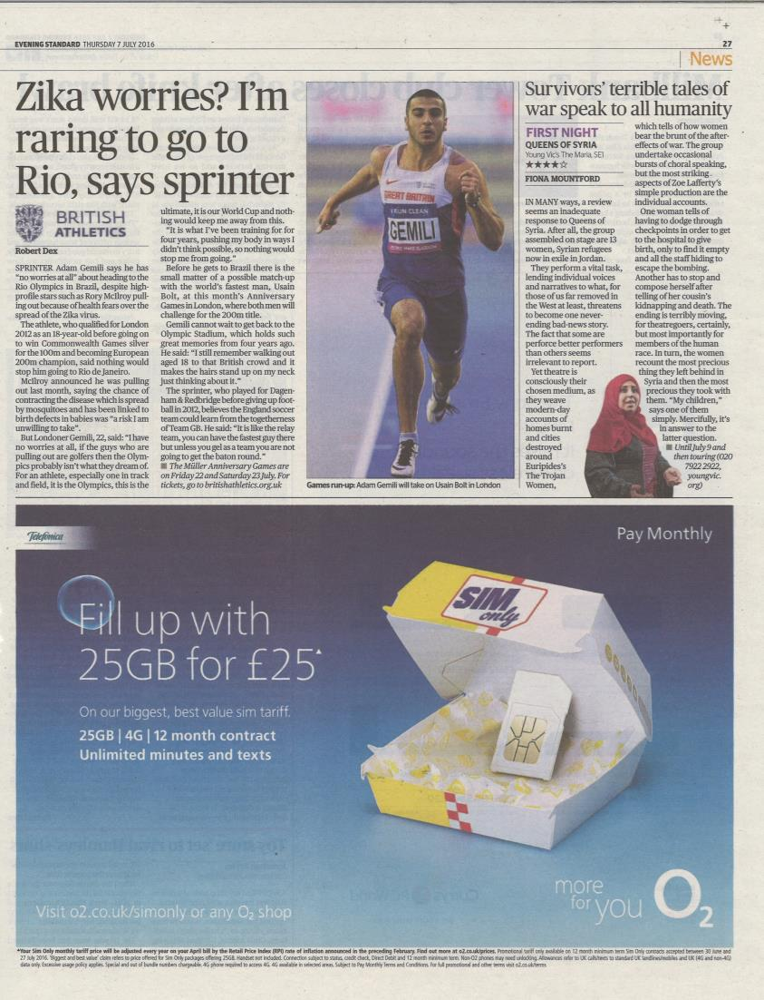 EVENING STANDARD THURSDAY 7 JULY 2016
27
News
Zika worries? I'm
raring to go to
Rio, says sprinter
BRITISH
ATHLETICS
Robert Dex
SPRINTER Adam Gemili says he has
"no worries at all" about heading to the
Rio Olympics in Brazil, despite high-
profile stars such as Rory McIlroy pull-
ing out because of health fears over the
spread of the Zika virus.
The athlete, who qualified for London
2012 as an 18-year-old before going on
to win Commonwealth Games silver
for the 100m and becoming European
200m champion, said nothing would
stop him going to Rio de Janeiro.
McIlroy announced he was pulling
out last month, saying the chance of
contracting the disease which is spread
by mosquitoes and has been linked to
birth defects in babies was "a risk I am
unwilling to take".
But Londoner Gemili, 22, said: "I have
no worries at all, if the guys who are
pulling out are golfers then the Olym-
pics probably isn't what they dream of.
For an athlete, especially one in track
and field, it is the Olympics, this is the
ultimate, it is our World Cup and noth-
ing would keep me away from this.
"It is what I've been training for for
four years, pushing my body in ways I
didn't think possible, so nothing would
stop me from going."
Before he gets to Brazil there is the
small matter of a possible match-up
with the world's fastest man, Usain
Bolt, at this month's Anniversary
Games in London, where both men will
challenge for the 200m title.
Gemili cannot wait to get back to the
Olympic Stadium, which holds such
great memories from four years ago.
He said: "I still remember walking out
aged 18 to that British crowd and it
makes the hairs stand up on my neck
just thinking about it."
The sprinter, who played for Dagen-
ham & Redbridge before giving up foot-
ball in 2012, believes the England soccer
team could learn from the togetherness
of Team GB. He said: "It is like the relay
team, you can have the fastest guy there
but unless you gel as a team you are not
going to get the baton round."
■ The Müller Anniversary Games are
on Friday 22 and Saturday 23 July. For
tickets, go to britishathletics.org.uk
GREAT BRITAIN
I RUN CLEAN
GEMILI
Games run-up: Adam Gemili will take on Usain Bolt in London
Survivors' terrible tales of
war speak to all humanity
FIRST NIGHT
QUEENS OF SYRIA
Young Vic's The Maria, SE1
★★★★☆
FIONA MOUNTFORD
IN MANY ways, a review
seems an inadequate
response to Queens of
Syria. After all, the group
assembled on stage are 13
women, Syrian refugees
now in exile in Jordan.
They perform a vital task,
lending individual voices
and narratives to what, for
those of us far removed in
the West at least, threatens
to become one never-
ending bad-news story.
The fact that some are
perforce better performers
than others seems
irrelevant to report.
Yet theatre is
consciously their
chosen medium, as
they weave
modern-day
accounts of
homes burnt
and cities
destroyed
around
Euripides's
The Trojan
Women,
which tells of how women
bear the brunt of the after-
effects of war. The group
undertake occasional
bursts of choral speaking,
but the most striking
aspects of Zoe Lafferty's
simple production are the
individual accounts.
One woman tells of
having to dodge through
checkpoints in order to get
to the hospital to give
birth, only to find it empty
and all the staff hiding to
escape the bombing.
Another has to stop and
compose herself after
telling of her cousin's
kidnapping and death. The
ending is terribly moving,
for theatregoers, certainly,
but most importantly for
members of the human
race. In turn, the women
recount the most precious
thing they left behind in
Syria and then the most
precious they took with
them. "My children,"
says one of them
simply. Mercifully, it's
in answer to the
latter question.
■ Until July 9 and
then touring (020
7922 2922,
youngvic.
org)
Telefónica
Pay Monthly
Fill up with
25GB for £25▲
On our biggest, best value sim tariff.
25GB | 4G | 12 month contract
Unlimited minutes and texts
SIM
only
Visit o2.co.uk/simonly or any O₂ shop
more
for you
O2
▲Your Sim Only monthly tariff price will be adjusted every year on your April bill by the Retail Price Index (RPI) rate of inflation announced in the preceding February. Find out more at o2.co.uk/prices. Promotional tariff only available on 12 month minimum term Sim Only contracts accepted between 30 June and
27 July 2016. 'Biggest and best value' claim refers to price offered for Sim Only packages offering 25GB. Handset not included. Connection subject to status, credit check, Direct Debit and 12 month minimum term. Non-O2 phones may need unlocking. Allowances refer to UK calls/texts to standard UK landlines/mobiles and UK (4G and non-4G)
data only. Excessive usage policy applies. Special and out of bundle numbers chargeable. 4G phone required to access 4G. 4G available in selected areas. Subject to Pay Monthly Terms and Conditions. For full promotional and other terms visit o2.co.uk/terms